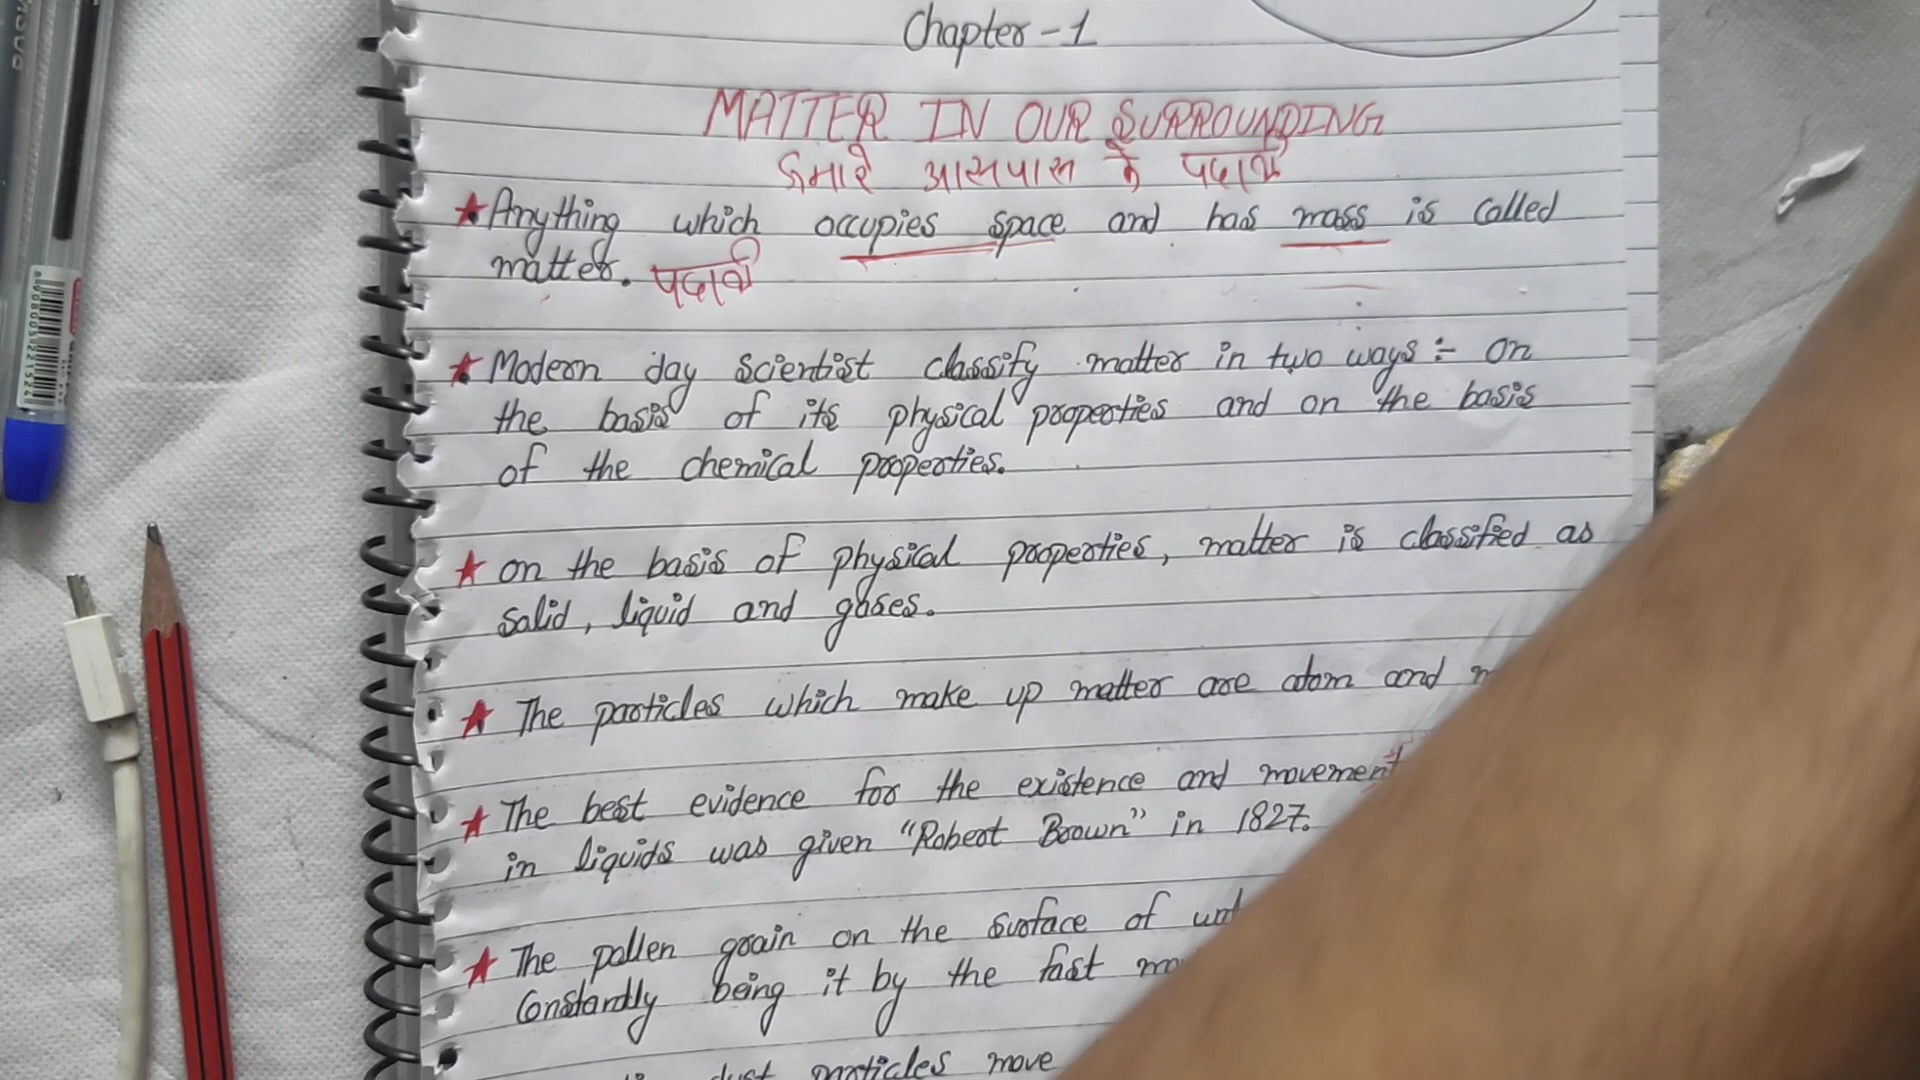 Chapter - 1
MATTER IN OUR SURROUNDING
हमारे आसपास के पदार्थ
Anything which occupies space and has mass is called
matter. पदार्थ
Modern day scientist classify matter in two ways :- On
the basis of its physical properties and on the basis
of the chemical properties.
on the basis of physical properties, matter is classified as
salid, liquid and gases.
The particles which make up matter are atom and
The best evidence for the existence and movement
in liquids was given "Robert Brown" in 1827.
The pollen grain on the surface of
Constandly being it by the fast
dust particles move